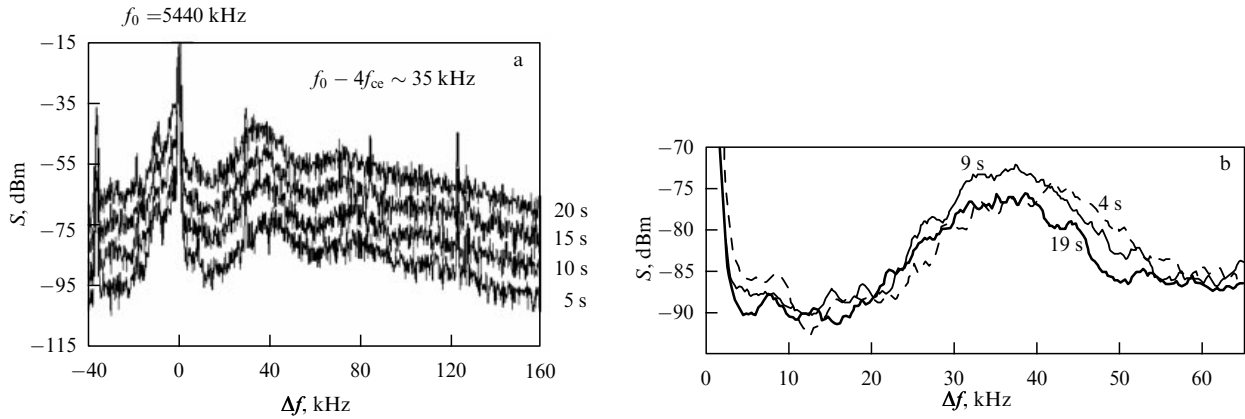 f₀ = 5440 kHz
a
f₀ − 4f_ce ∼ 35 kHz
S, dBm
−15
−35
−55
−75
−95
−115
20 s
15 s
10 s
5 s
−40 0 40 80 120 160
Δf, kHz
b
S, dBm
−70
−75
−80
−85
−90
9 s
4 s
19 s
0 10 20 30 40 50 60
Δf, kHz